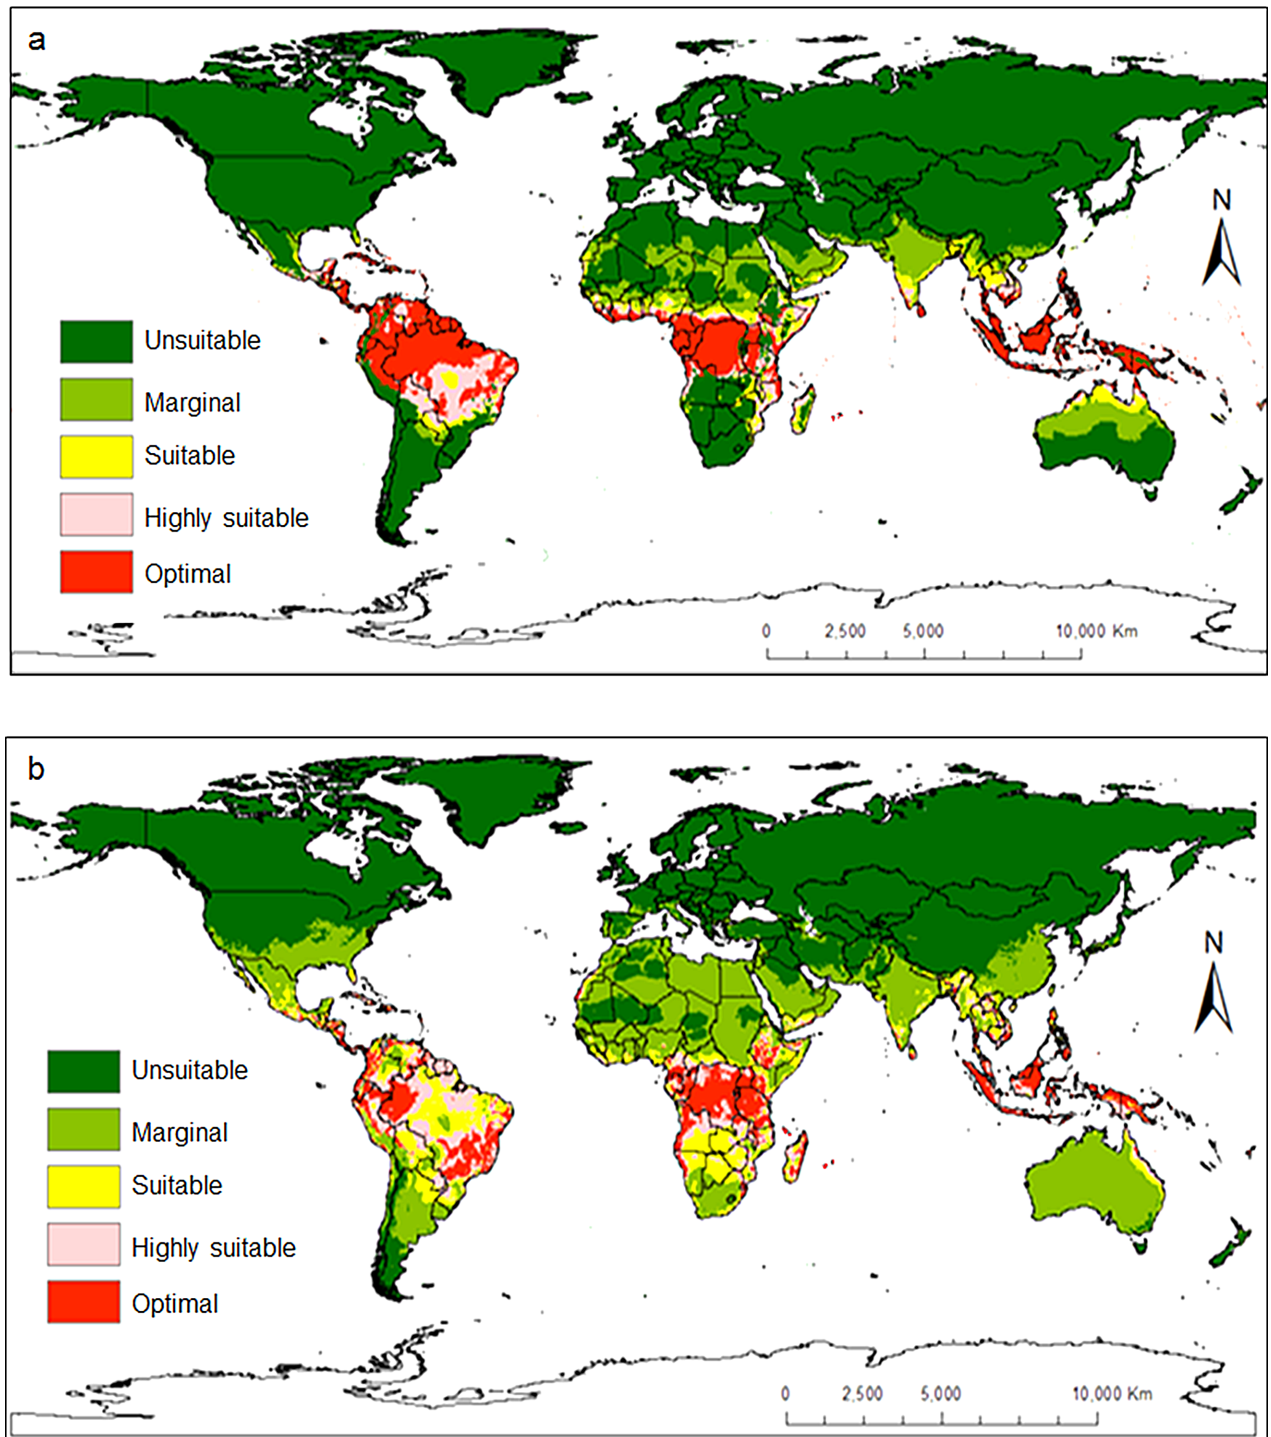 a
N
Unsuitable
Marginal
Suitable
Highly suitable
Optimal
0 2,500 5,000 10,000 Km
b
N
Unsuitable
Marginal
Suitable
Highly suitable
Optimal
0 2,500 5,000 10,000 Km